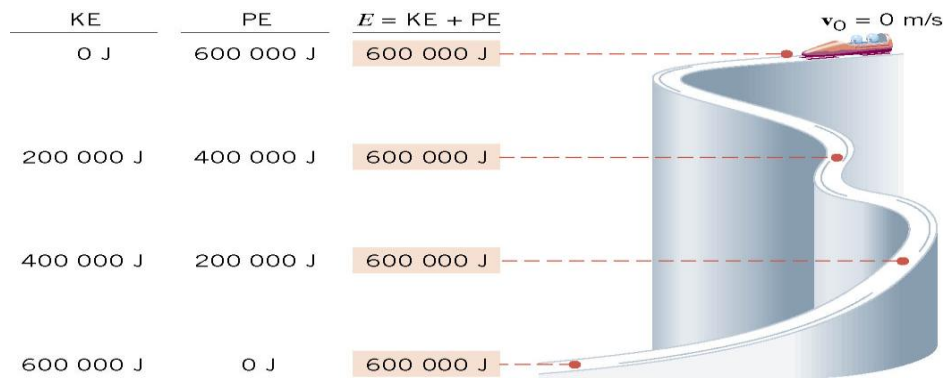 KE PE E = KE + PE v₀ = 0 m/s
0 J 600 000 J 600 000 J
200 000 J 400 000 J 600 000 J
400 000 J 200 000 J 600 000 J
600 000 J 0 J 600 000 J